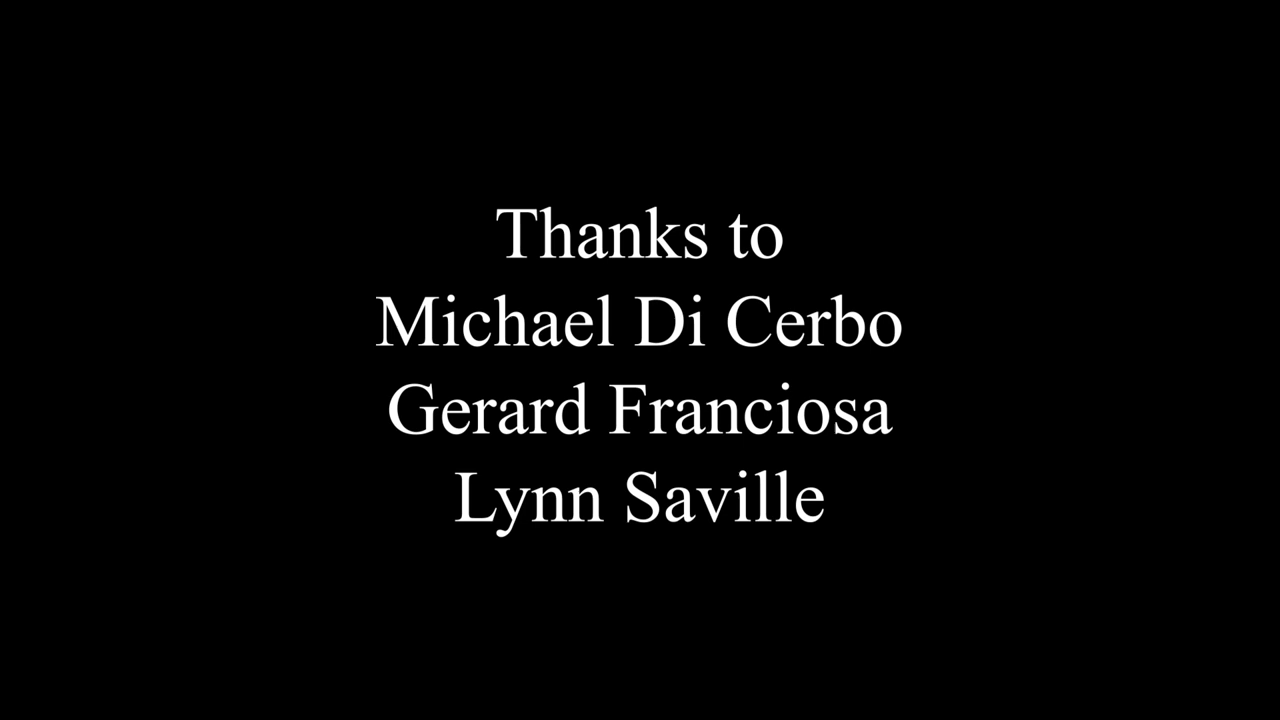 Thanks to
Michael Di Cerbo
Gerard Franciosa
Lynn Saville